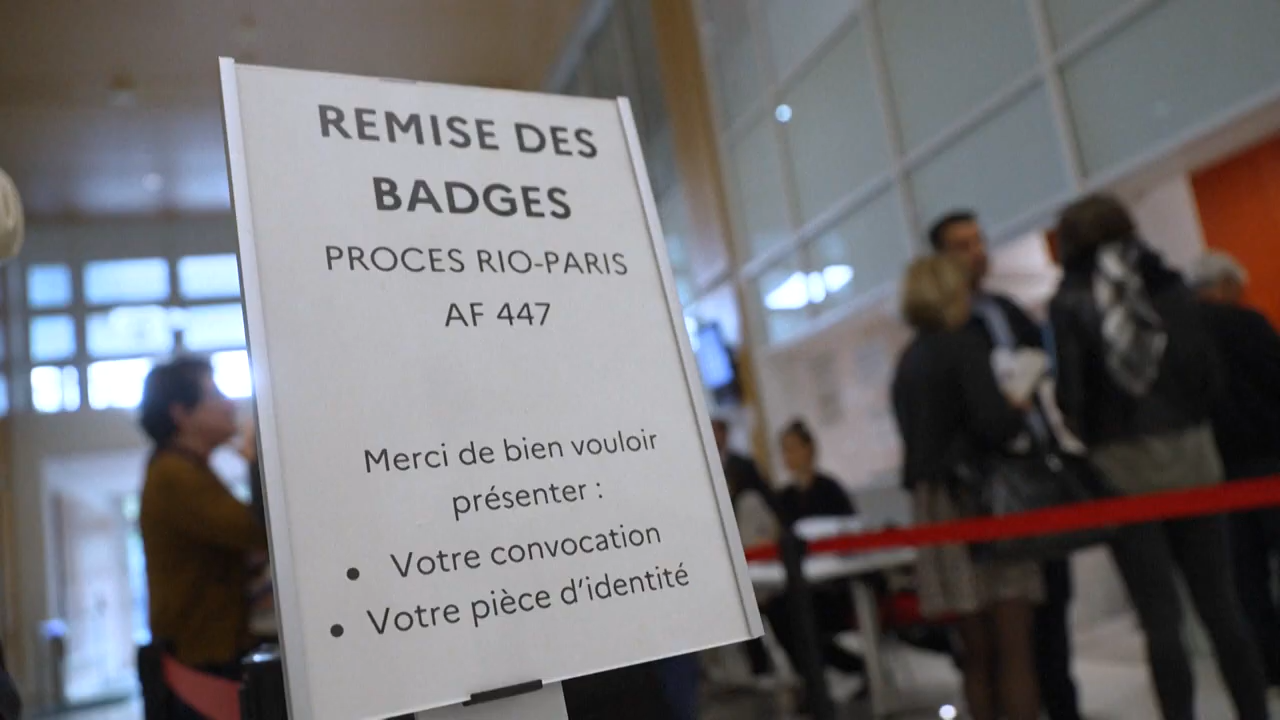 REMISE DES
BADGES
PROCES RIO-PARIS
AF 447
Merci de bien vouloir
présenter :
• Votre convocation
• Votre pièce d'identité